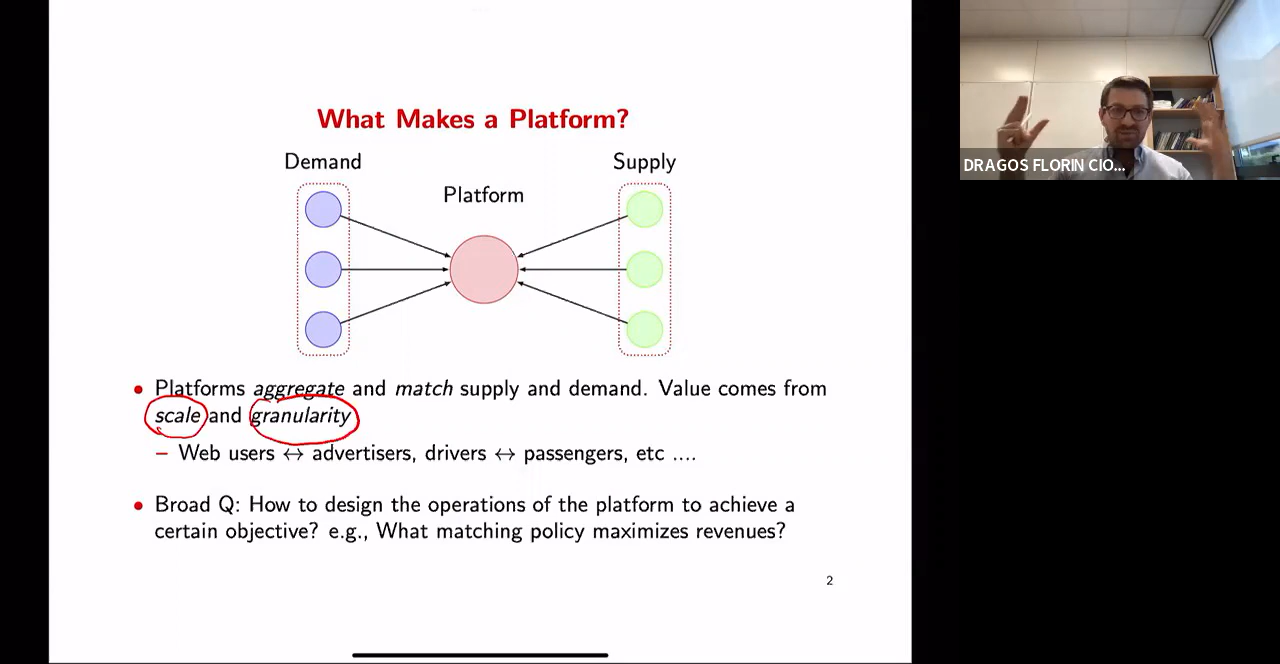 What Makes a Platform?
Demand
Supply
Platform
• Platforms aggregate and match supply and demand. Value comes from
scale and granularity
– Web users ↔ advertisers, drivers ↔ passengers, etc ....
• Broad Q: How to design the operations of the platform to achieve a
certain objective? e.g., What matching policy maximizes revenues?
2
DRAGOS FLORIN CIO...